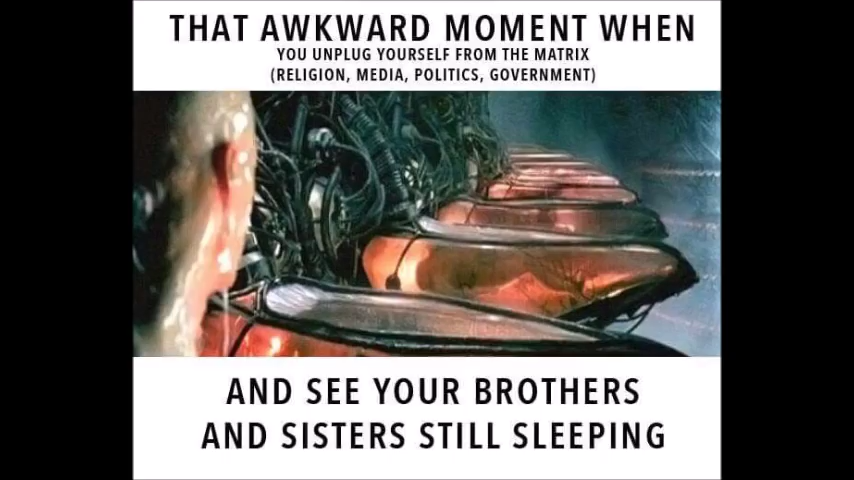 THAT AWKWARD MOMENT WHEN
YOU UNPLUG YOURSELF FROM THE MATRIX
(RELIGION, MEDIA, POLITICS, GOVERNMENT)
AND SEE YOUR BROTHERS
AND SISTERS STILL SLEEPING